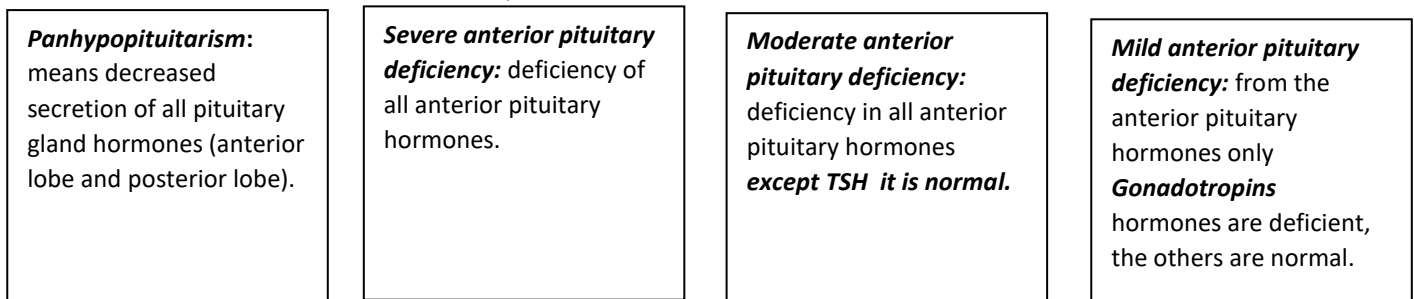 Panhypopituitarism:
means decreased
secretion of all pituitary
gland hormones (anterior
lobe and posterior lobe).
Severe anterior pituitary
deficiency: deficiency of
all anterior pituitary
hormones.
Moderate anterior
pituitary deficiency:
deficiency in all anterior
pituitary hormones
except TSH  it is normal.
Mild anterior pituitary
deficiency: from the
anterior pituitary
hormones only
Gonadotropins
hormones are deficient,
the others are normal.